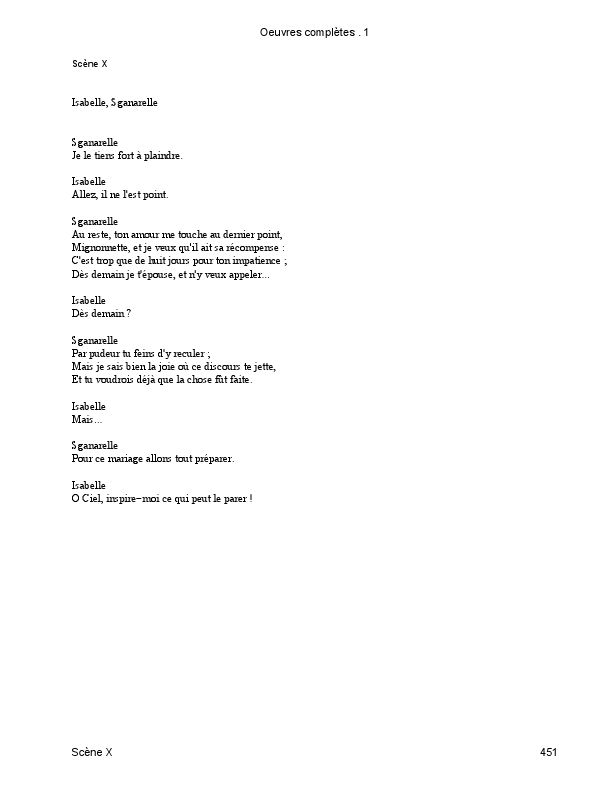 Oeuvres complètes . 1
Scène X
Isabelle, Sganarelle
Sganarelle
Je le tiens fort à plaindre.
Isabelle
Allez, il ne l'est point.
Sganarelle
Au reste, ton amour me touche au dernier point,
Mignonnette, et je veux qu'il ait sa récompense :
C'est trop que de huit jours pour ton impatience ;
Dès demain je t'épouse, et n'y veux appeler...
Isabelle
Dès demain ?
Sganarelle
Par pudeur tu feins d'y reculer ;
Mais je sais bien la joie où ce discours te jette,
Et tu voudrois déjà que la chose fût faite.
Isabelle
Mais...
Sganarelle
Pour ce mariage allons tout préparer.
Isabelle
O Ciel, inspire−moi ce qui peut le parer !
Scène X
451